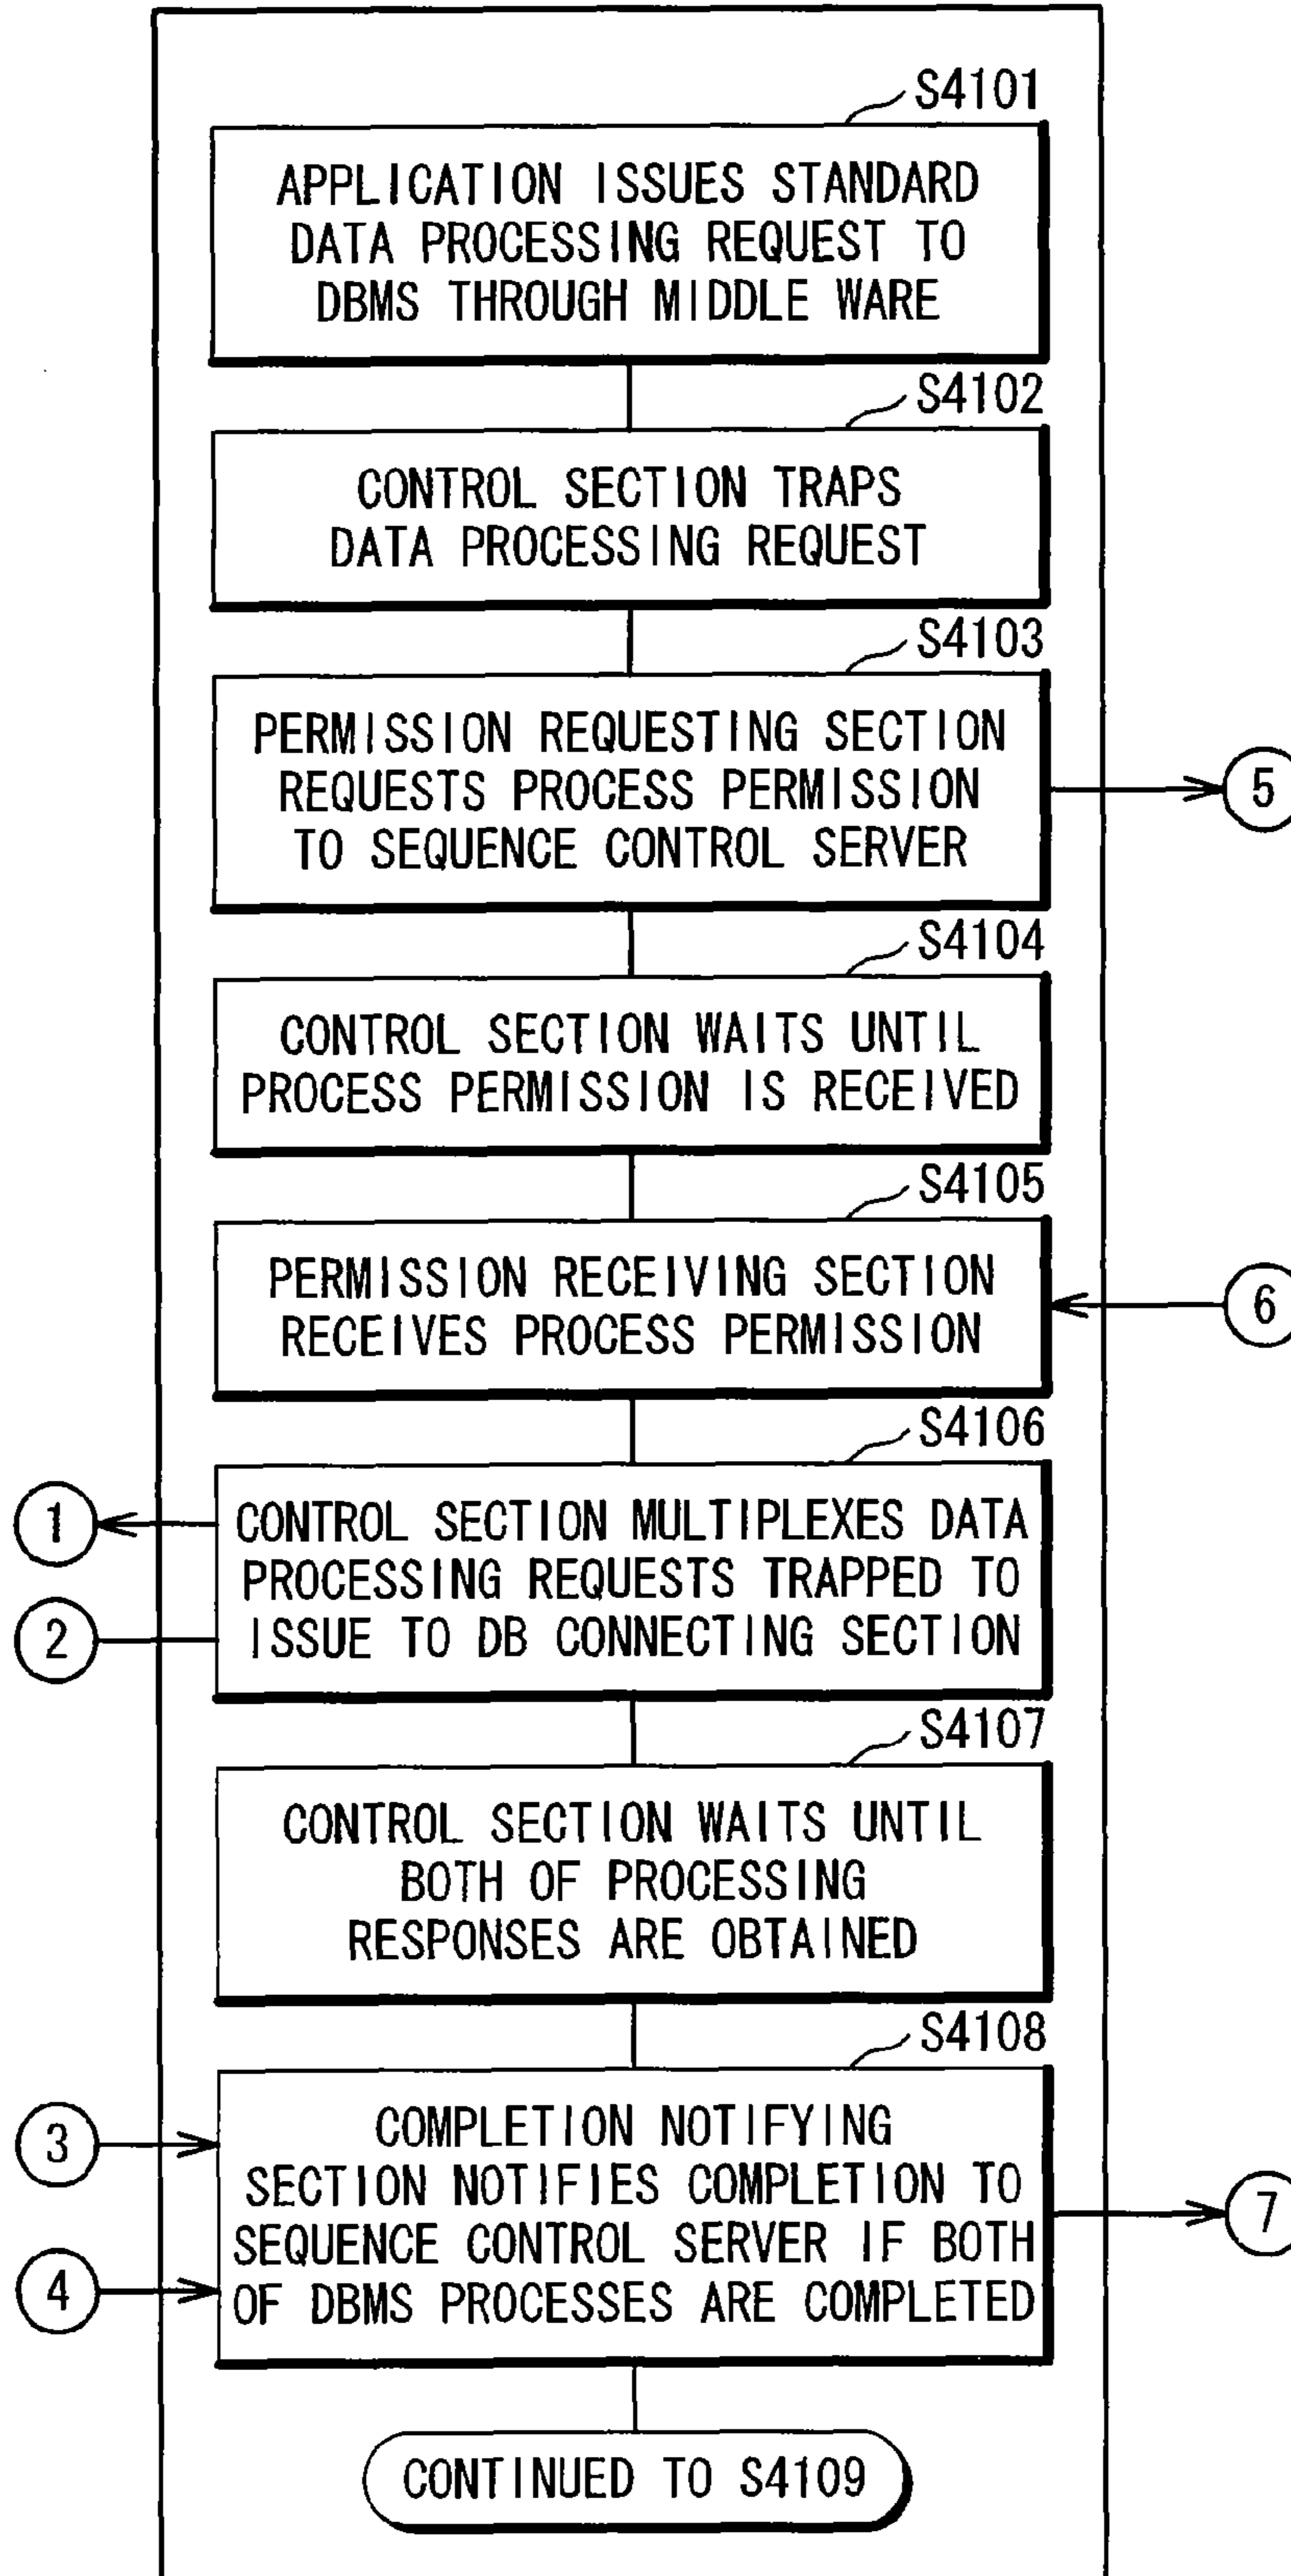 S4101
APPLICATION ISSUES STANDARD
DATA PROCESSING REQUEST TO
DBMS THROUGH MIDDLE WARE
S4102
CONTROL SECTION TRAPS
DATA PROCESSING REQUEST
S4103
PERMISSION REQUESTING SECTION
REQUESTS PROCESS PERMISSION
TO SEQUENCE CONTROL SERVER
5
S4104
CONTROL SECTION WAITS UNTIL
PROCESS PERMISSION IS RECEIVED
S4105
PERMISSION RECEIVING SECTION
RECEIVES PROCESS PERMISSION
6
S4106
1
CONTROL SECTION MULTIPLEXES DATA
PROCESSING REQUESTS TRAPPED TO
ISSUE TO DB CONNECTING SECTION
2
S4107
CONTROL SECTION WAITS UNTIL
BOTH OF PROCESSING
RESPONSES ARE OBTAINED
S4108
3
COMPLETION NOTIFYING
SECTION NOTIFIES COMPLETION TO
SEQUENCE CONTROL SERVER IF BOTH
OF DBMS PROCESSES ARE COMPLETED
4
7
CONTINUED TO S4109